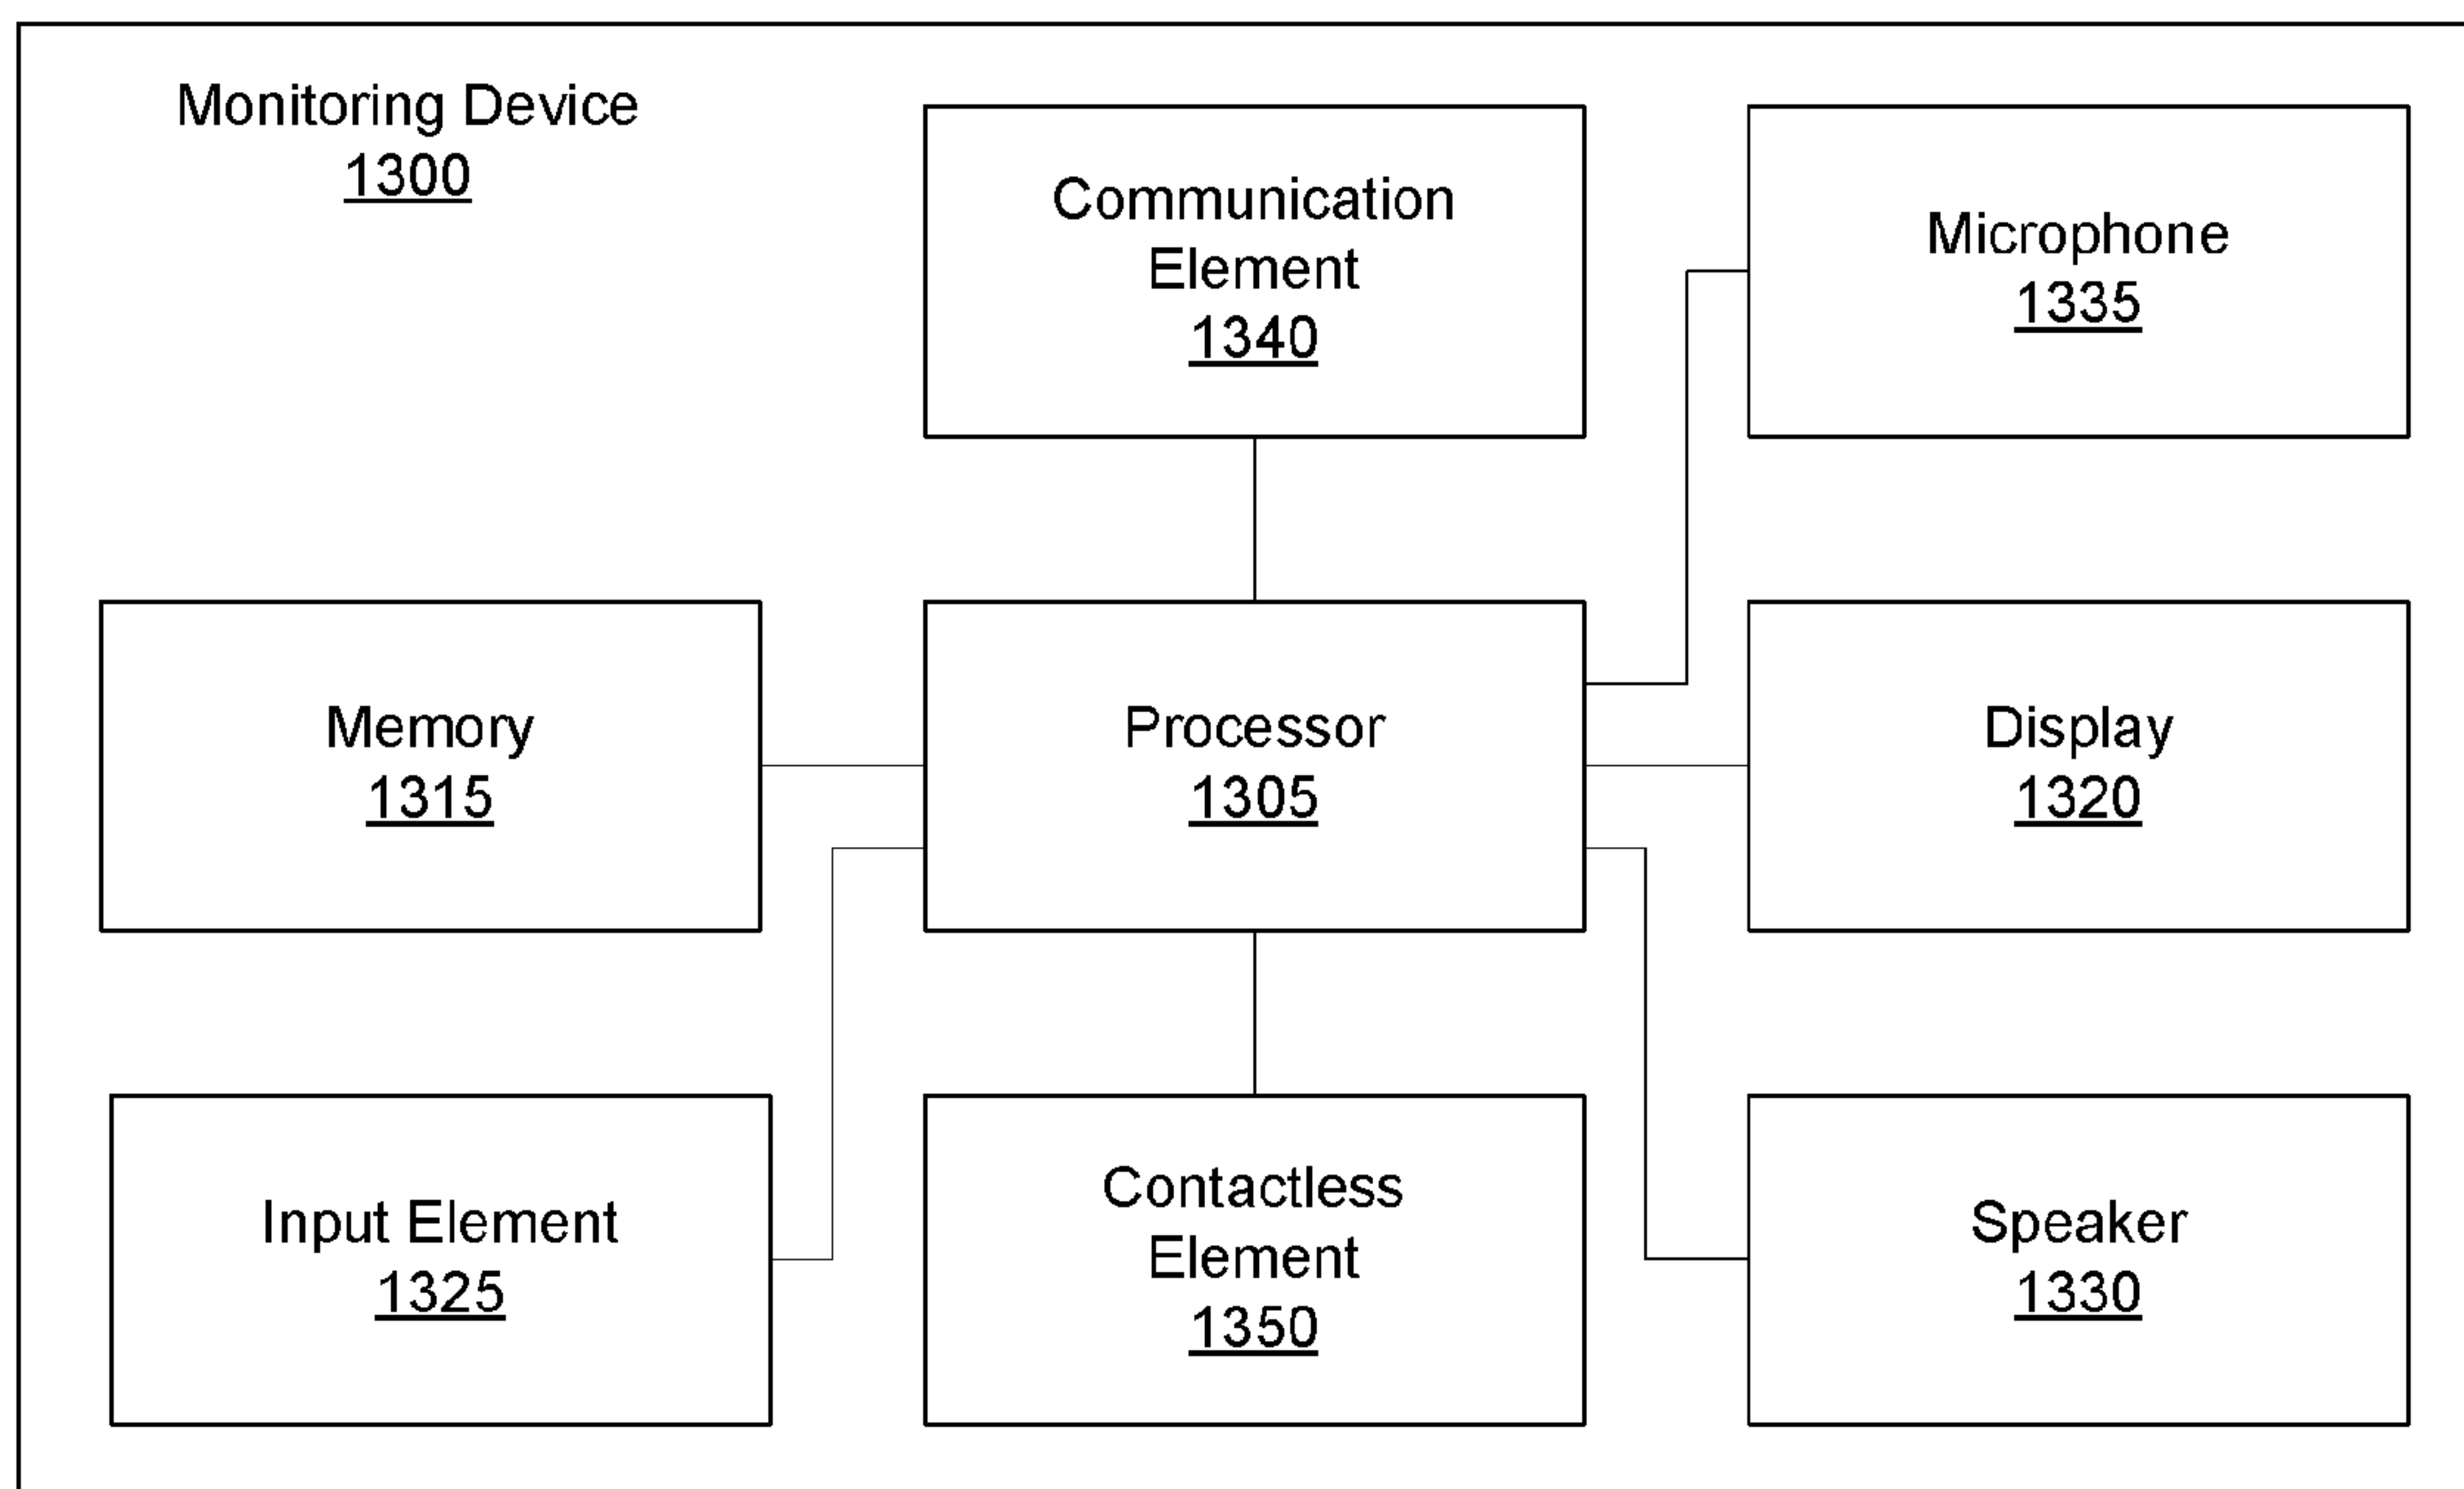 Monitoring Device
1300
Communication
Element
1340
Microphone
1335
Memory
1315
Processor
1305
Display
1320
Input Element
1325
Contactless
Element
1350
Speaker
1330